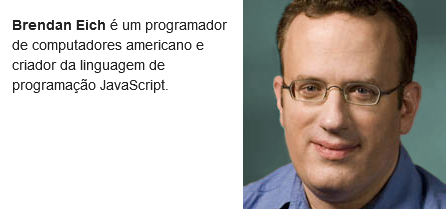 Brendan Eich é um programador
de computadores americano e
criador da linguagem de
programação JavaScript.